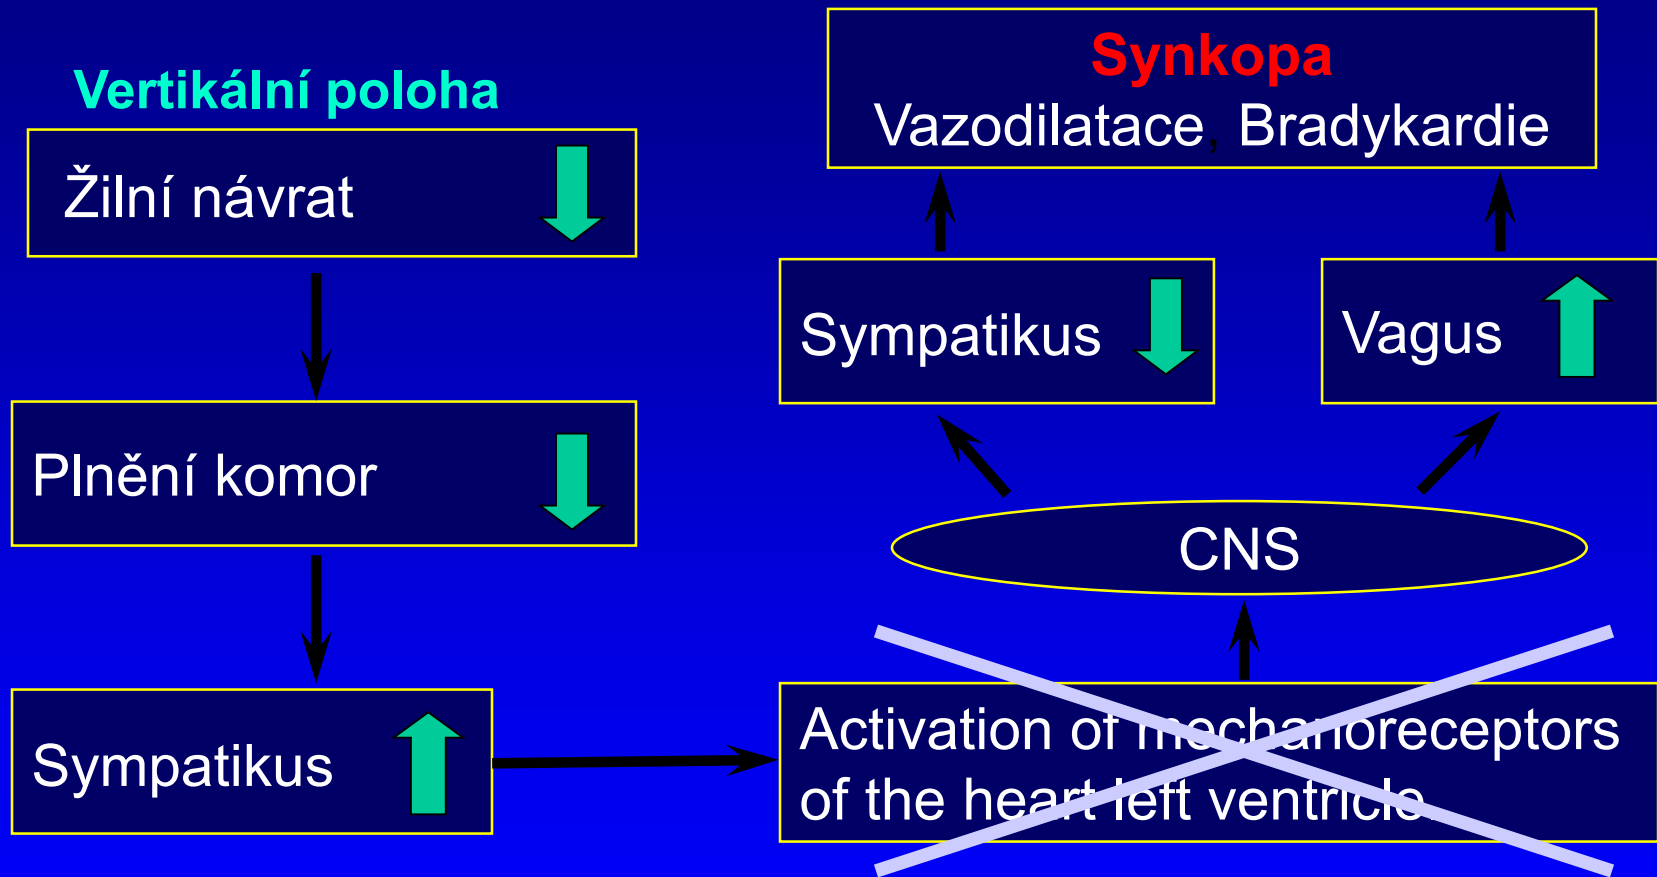 Vertikální poloha
Žilní návrat
Plnění komor
Sympatikus
Activation of mechanoreceptors
of the heart left ventricle.
CNS
Sympatikus
Vagus
Synkopa
Vazodilatace, Bradykardie